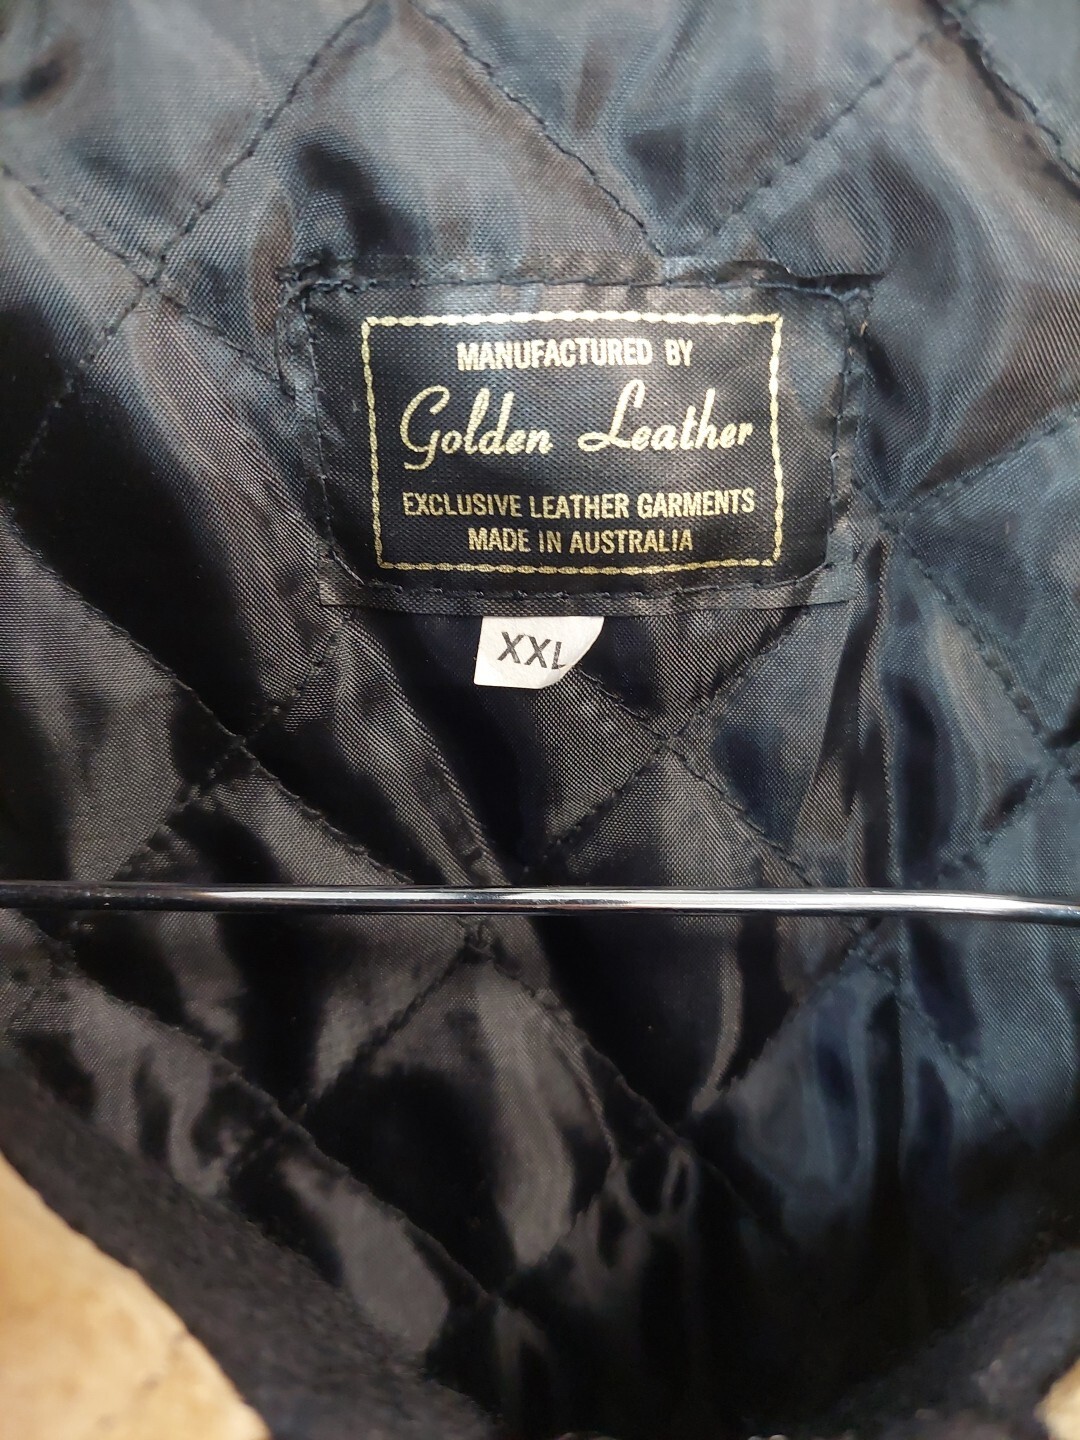 MANUFACTURED BY
Golden Leather
EXCLUSIVE LEATHER GARMENTS
MADE IN AUSTRALIA
XXL